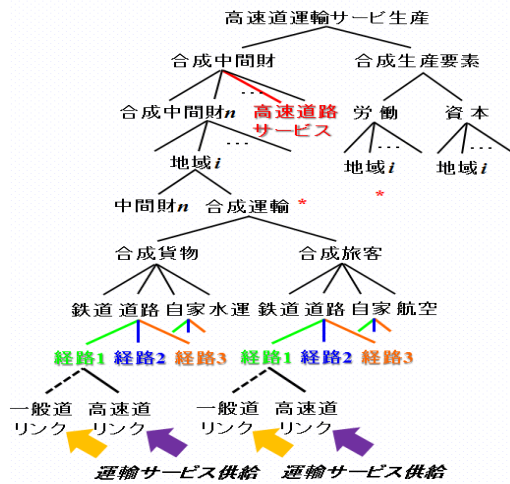 高速道運輸サービ生産
合成中間財 合成生産要素
…
合成中間財n 高速道路 労働 資本
サービス
… … …
地域i 地域i 地域i
中間財n 合成運輸 * *
合成貨物 合成旅客
鉄道 道路 自家 水運 鉄道 道路 自家 航空
経路1 経路2 経路3 経路1 経路2 経路3
一般道 高速道 一般道 高速道
リンク リンク リンク リンク
運輸サービス供給 運輸サービス供給